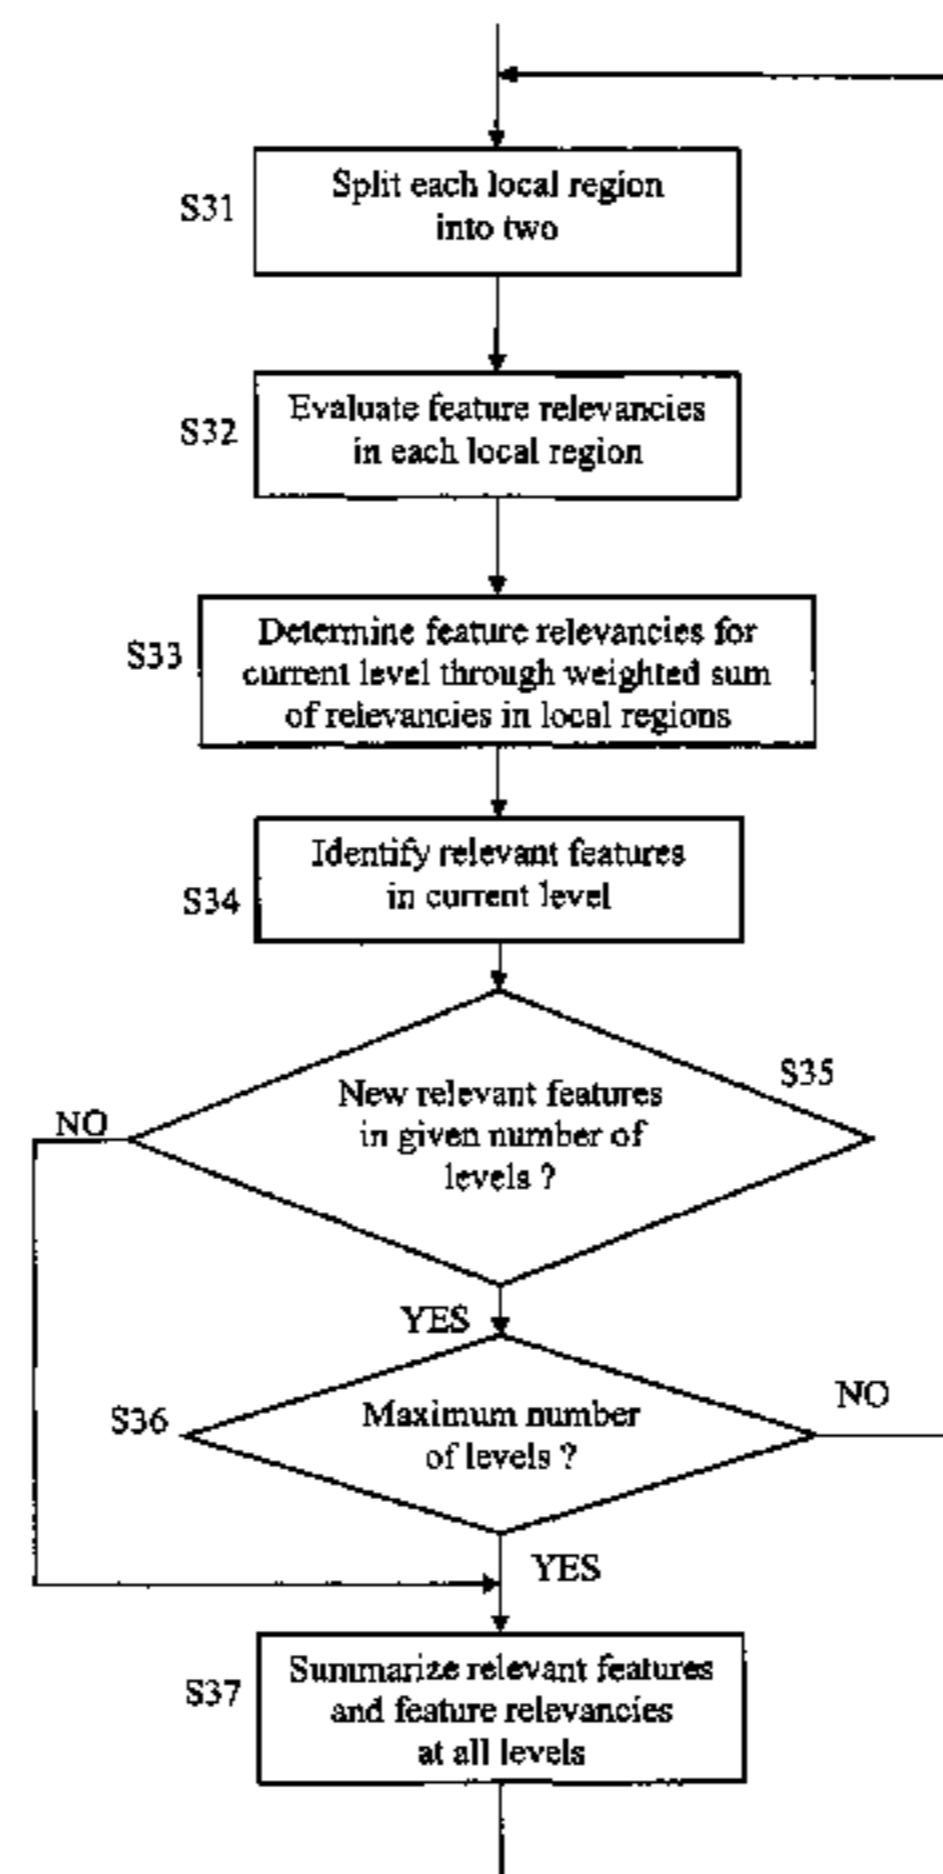 Split each local region
into two
S31
Evaluate feature relevancies
in each local region
S32
Determine feature relevancies for
current level through weighted sum
of relevancies in local regions
S33
Identify relevant features
in current level
S34
New relevant features
in given number of
levels ?
S35
NO
YES
Maximum number
of levels ?
S36
NO
YES
Summarize relevant features
and feature relevancies
at all levels
S37